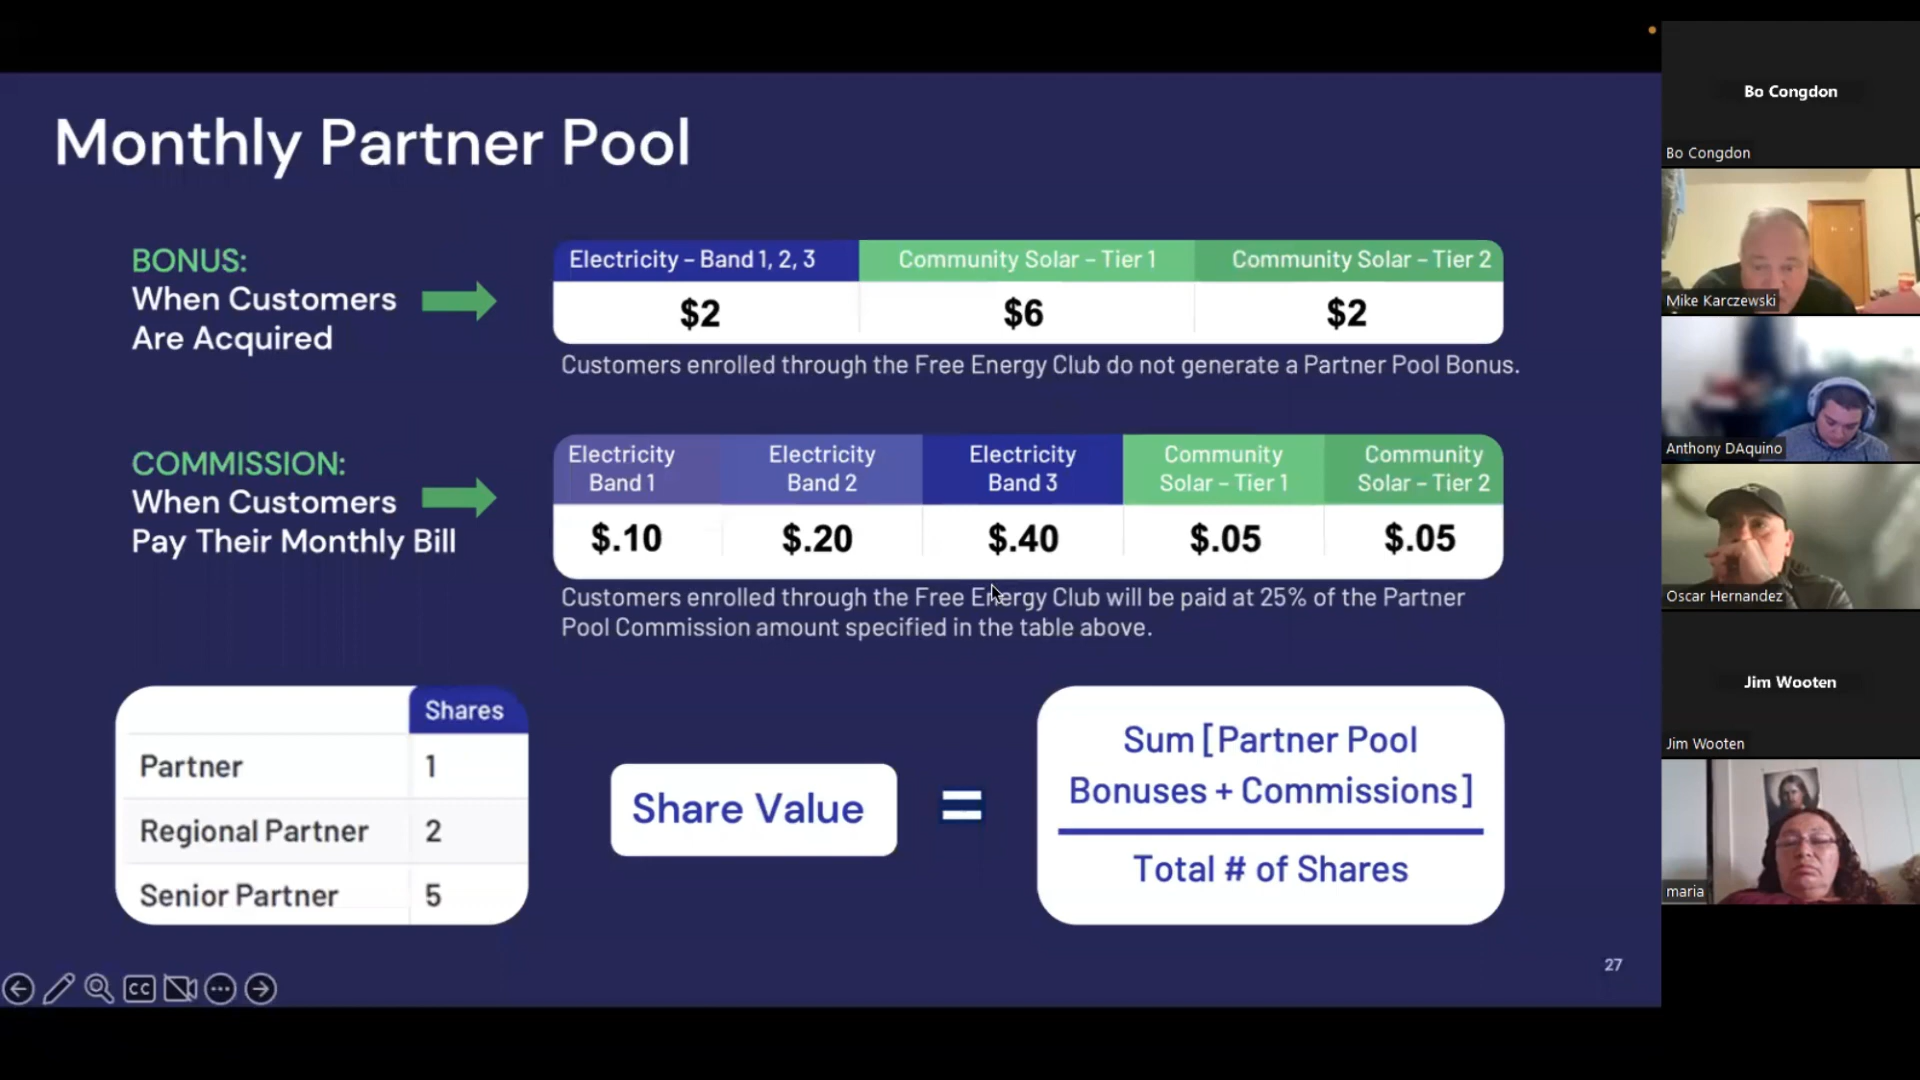 Monthly Partner Pool
BONUS:
When Customers
Are Acquired
Electricity – Band 1, 2, 3
Community Solar – Tier 1
Community Solar – Tier 2
$2
$6
$2
Customers enrolled through the Free Energy Club do not generate a Partner Pool Bonus.
COMMISSION:
When Customers
Pay Their Monthly Bill
Electricity
Band 1
Electricity
Band 2
Electricity
Band 3
Community
Solar – Tier 1
Community
Solar – Tier 2
$.10
$.20
$.40
$.05
$.05
Customers enrolled through the Free Energy Club will be paid at 25% of the Partner
Pool Commission amount specified in the table above.
Shares
Partner 1
Regional Partner 2
Senior Partner 5
Share Value
=
Sum [Partner Pool
Bonuses + Commissions]
Total # of Shares
27
CC
Bo Congdon
Bo Congdon
Mike Karczewski
Anthony DAquino
Oscar Hernandez
Jim Wooten
Jim Wooten
maria